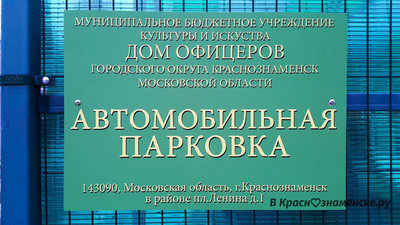 МУНИЦИПАЛЬНОЕ БЮДЖЕТНОЕ УЧРЕЖДЕНИЕ
КУЛЬТУРЫ И ИСКУССТВА
ДОМ ОФИЦЕРОВ
ГОРОДСКОГО ОКРУГА КРАСНОЗНАМЕНСК
МОСКОВСКОЙ ОБЛАСТИ
АВТОМОБИЛЬНАЯ
ПАРКОВКА
143090, Московская область, г.Краснознаменск
в районе пл.Ленина д.1
В Красн♡знаменске.ру